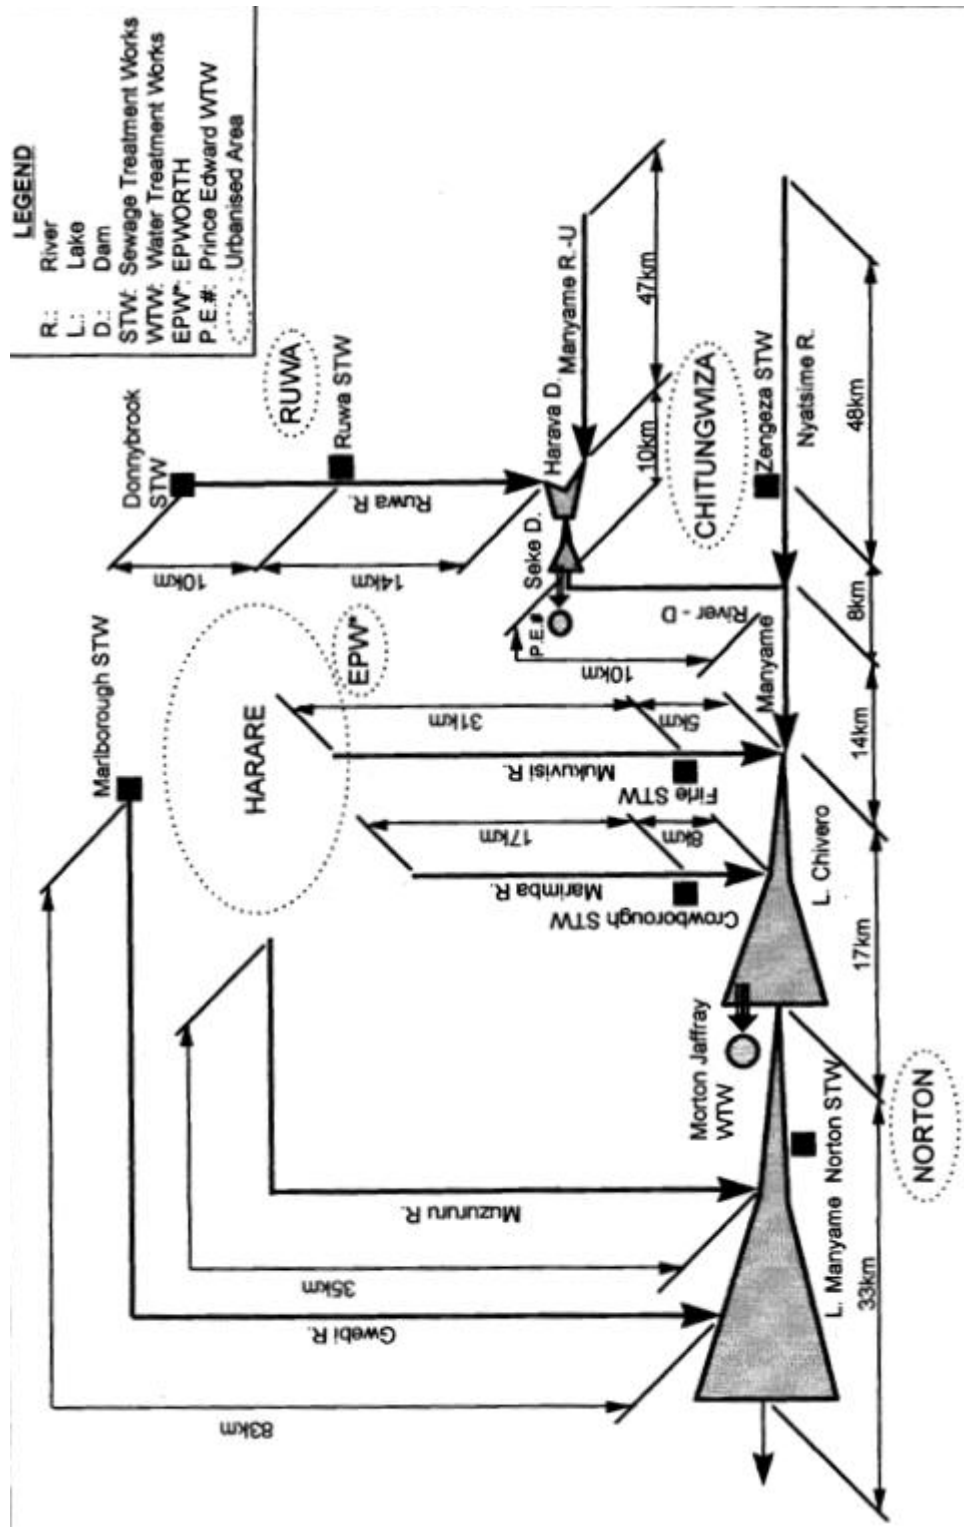 LEGEND
R.: River
L.: Lake
D.: Dam
STW: Sewage Treatment Works
WTW: Water Treatment Works
EPW*: EPWORTH
P.E.#: Prince Edward WTW
: Urbanised Area
Marlborough STW
Donnybrook
STW
RUWA
Ruwa STW
Ruwa R.
10km
14km
HARARE
EPW*
83km
35km
Gwebi R.
Muzururu R.
17km
8km
Marimba R.
Crowborough STW
31km
5km
Mukuvisi R.
Firle STW
P.E.#
Seke D.
Harava D.
Manyame R.-U
10km
47km
10km
Manyame
River - D
CHITUNGWIZA
Zengeza STW
Nyatsime R.
Morton Jaffray
WTW
L. Chivero
L. Manyame
Norton STW
33km
17km
14km
8km
48km
NORTON